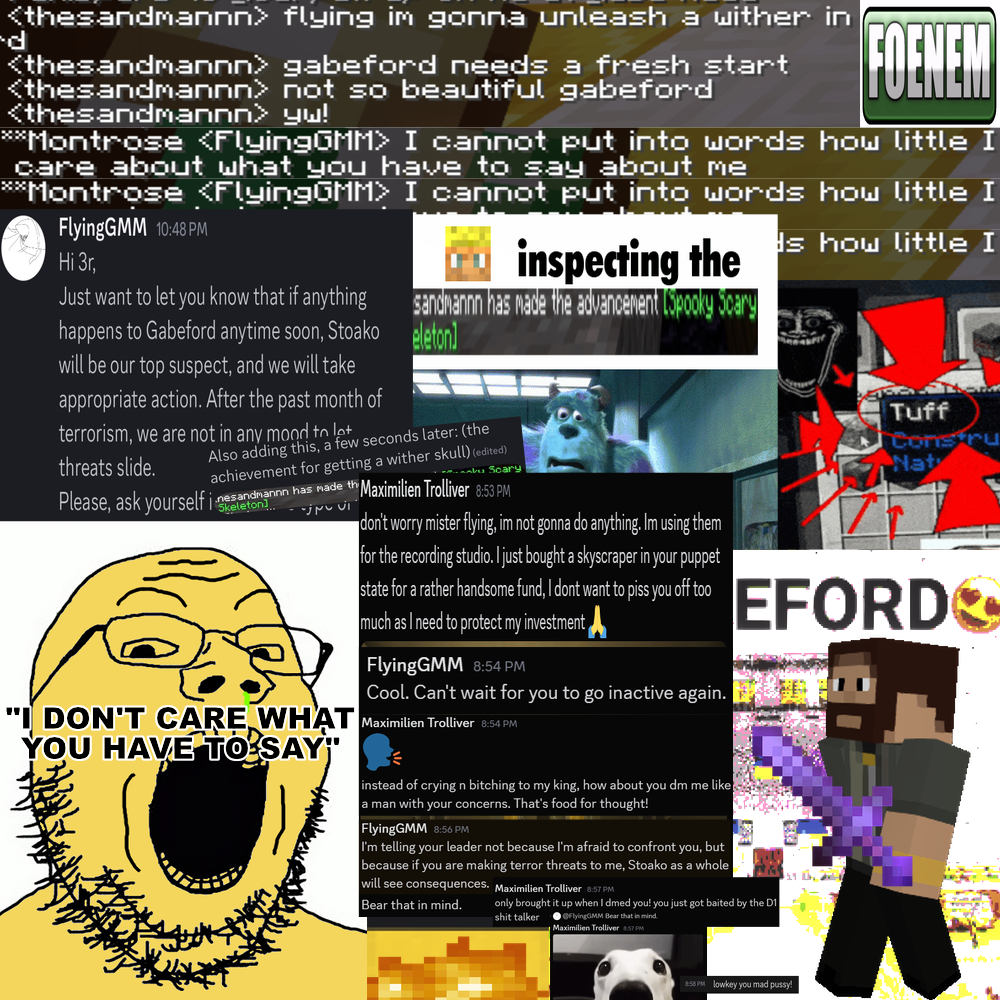 <thesandmannn> flying im gonna unleash a wither in
rd
<thesandmannn> gabeford needs a fresh start
<thesandmannn> not so beautiful gabeford
<thesandmannn> yw!
FOENEM
**Montrose <FlyingGMM> I cannot put into words how little I
care about what you have to say about me
**Montrose <FlyingGMM> I cannot put into words how little I
ds how little I
FlyingGMM 10:48 PM
Hi 3r,
Just want to let you know that if anything
happens to Gabeford anytime soon, Stoako
will be our top suspect, and we will take
appropriate action. After the past month of
terrorism, we are not in any mood to let
threats slide.
Please, ask yourself i
type of
Also adding this, a few seconds later: (the
achievement for getting a wither skull) (edited)
[Spooky Scary
nesandmannn has made th
Skeleton]
inspecting the
sandmannn has made the advancement [Spooky Scary
eleton]
Tuff
Constru
Nat
Maximilien Trolliver 8:53 PM
don't worry mister flying, im not gonna do anything. Im using them
for the recording studio. I just bought a skyscraper in your puppet
state for a rather handsome fund, I dont want to piss you off too
much as I need to protect my investment🙏
FlyingGMM 8:54 PM
Cool. Can't wait for you to go inactive again.
Maximilien Trolliver 8:54 PM
🗣
instead of crying n bitching to my king, how about you dm me like
a man with your concerns. That's food for thought!
FlyingGMM 8:56 PM
I'm telling your leader not because I'm afraid to confront you, but
because if you are making terror threats to me, Stoako as a whole
will see consequences.
Bear that in mind.
Maximilien Trolliver 8:57 PM
only brought it up when I dmed you! you just got baited by the D1
shit talker
@FlyingGMM Bear that in mind.
Maximilien Trolliver 8:57 PM
8:58 PM lowkey you mad pussy!
"I DON'T CARE WHAT
YOU HAVE TO SAY"
EFORD😍